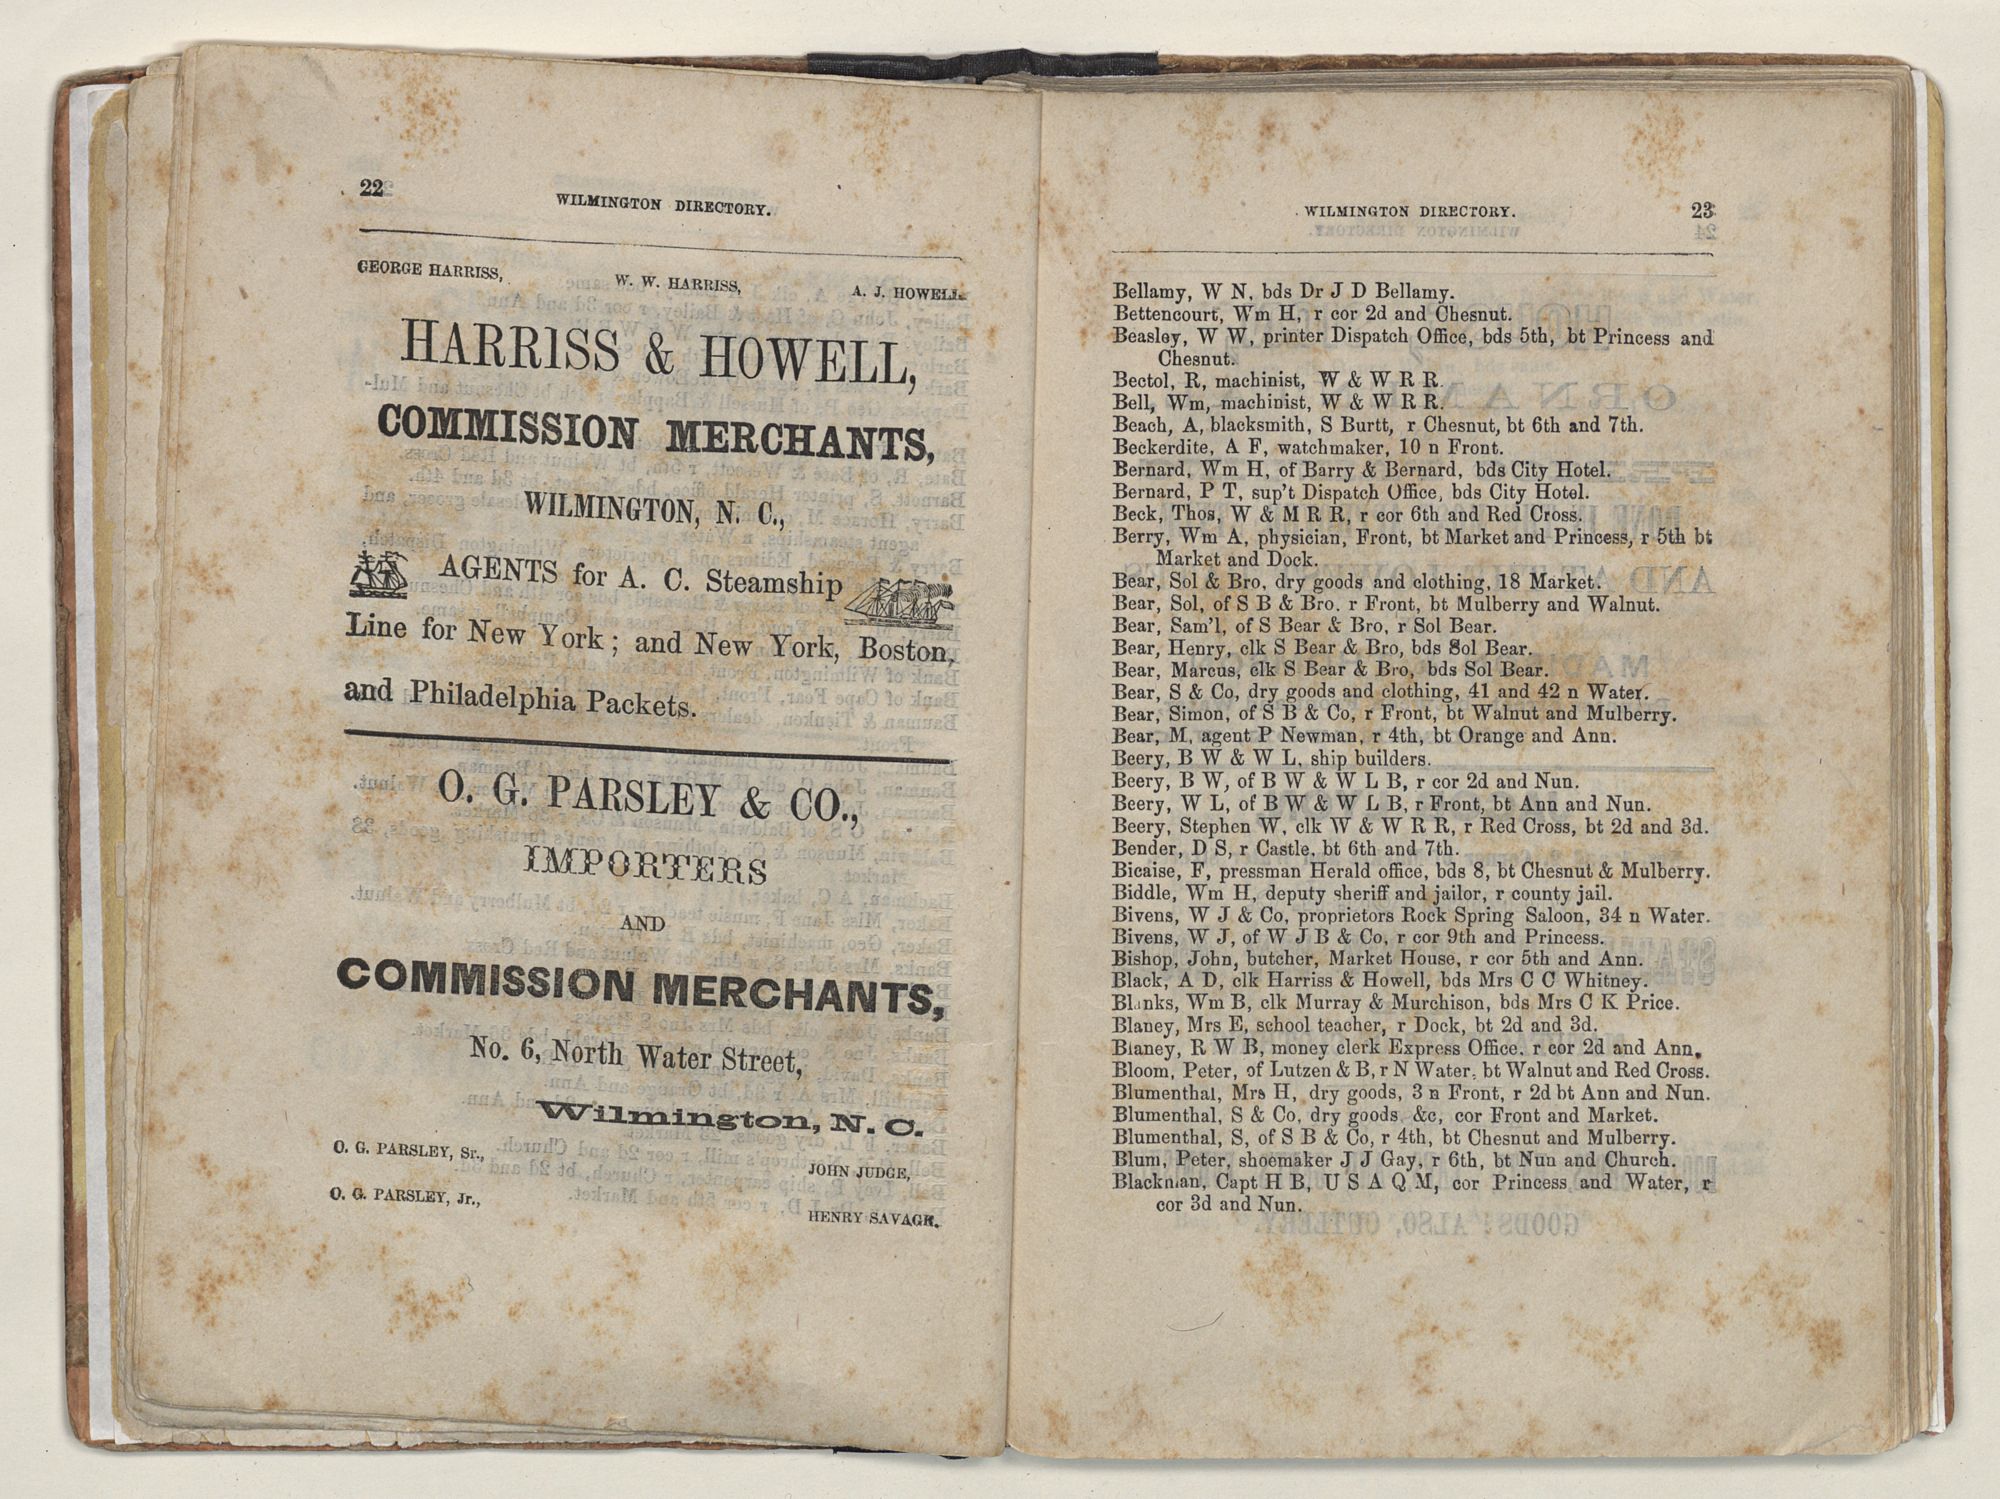 22
WILMINGTON DIRECTORY.
GEORGE HARRISS, W. W. HARRISS, A. J. HOWELL.
HARRISS & HOWELL,
COMMISSION MERCHANTS,
WILMINGTON, N. C.,
AGENTS for A. C. Steamship
Line for New York; and New York, Boston,
and Philadelphia Packets.
O. G. PARSLEY & CO.,
IMPORTERS
AND
COMMISSION MERCHANTS,
No. 6, North Water Street,
Wilmington, N. C.
O. G. PARSLEY, Sr., JOHN JUDGE,
O. G. PARSLEY, Jr., HENRY SAVAGE.
WILMINGTON DIRECTORY. 23
Bellamy, W N, bds Dr J D Bellamy.
Bettencourt, Wm H, r cor 2d and Chesnut.
Beasley, W W, printer Dispatch Office, bds 5th, bt Princess and
Chesnut.
Bectol, R, machinist, W & W R R.
Bell, Wm, machinist, W & W R R.
Beach, A, blacksmith, S Burtt, r Chesnut, bt 6th and 7th.
Beckerdite, A F, watchmaker, 10 n Front.
Bernard, Wm H, of Barry & Bernard, bds City Hotel.
Bernard, P T, sup't Dispatch Office, bds City Hotel.
Beck, Thos, W & M R R, r cor 6th and Red Cross.
Berry, Wm A, physician, Front, bt Market and Princess, r 5th bt
Market and Dock.
Bear, Sol & Bro, dry goods and clothing, 18 Market.
Bear, Sol, of S B & Bro. r Front, bt Mulberry and Walnut.
Bear, Sam'l, of S Bear & Bro, r Sol Bear.
Bear, Henry, clk S Bear & Bro, bds Sol Bear.
Bear, Marcus, clk S Bear & Bro, bds Sol Bear.
Bear, S & Co, dry goods and clothing, 41 and 42 n Water.
Bear, Simon, of S B & Co, r Front, bt Walnut and Mulberry.
Bear, M, agent P Newman, r 4th, bt Orange and Ann.
Beery, B W & W L, ship builders.
Beery, B W, of B W & W L B, r cor 2d and Nun.
Beery, W L, of B W & W L B, r Front, bt Ann and Nun.
Beery, Stephen W, clk W & W R R, r Red Cross, bt 2d and 3d.
Bender, D S, r Castle, bt 6th and 7th.
Bicaise, F, pressman Herald office, bds 8, bt Chesnut & Mulberry.
Biddle, Wm H, deputy sheriff and jailor, r county jail.
Bivens, W J & Co, proprietors Rock Spring Saloon, 34 n Water.
Bivens, W J, of W J B & Co, r cor 9th and Princess.
Bishop, John, butcher, Market House, r cor 5th and Ann.
Black, A D, clk Harriss & Howell, bds Mrs C C Whitney.
Blanks, Wm B, clk Murray & Murchison, bds Mrs C K Price.
Blaney, Mrs E, school teacher, r Dock, bt 2d and 3d.
Blaney, R W B, money clerk Express Office. r cor 2d and Ann.
Bloom, Peter, of Lutzen & B, r N Water, bt Walnut and Red Cross.
Blumenthal, Mrs H, dry goods, 3 n Front, r 2d bt Ann and Nun.
Blumenthal, S & Co, dry goods, &c, cor Front and Market.
Blumenthal, S, of S B & Co, r 4th, bt Chesnut and Mulberry.
Blum, Peter, shoemaker J J Gay, r 6th, bt Nun and Church.
Blackman, Capt H B, U S A Q M, cor Princess and Water, r
cor 3d and Nun.